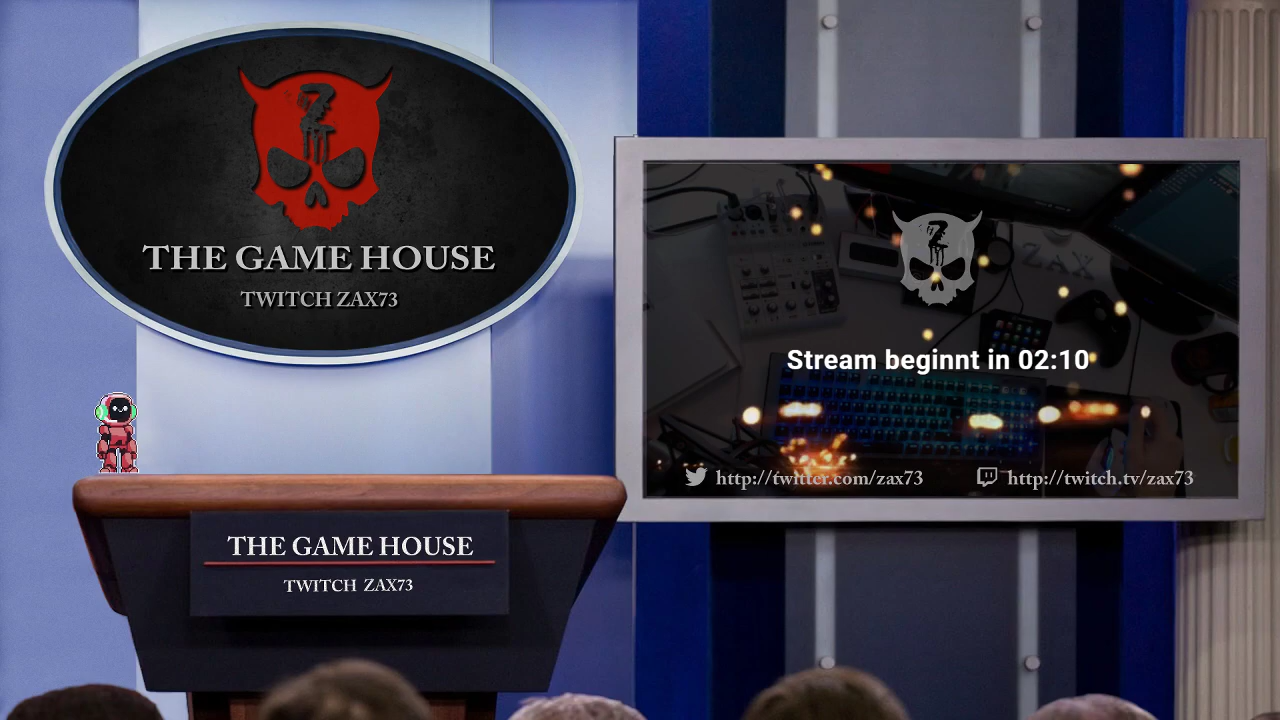 Z
THE GAME HOUSE
TWITCH ZAX73
Z
ZAX
Stream beginnt in 02:10
http://twitter.com/zax73
http://twitch.tv/zax73
THE GAME HOUSE
TWITCH ZAX73